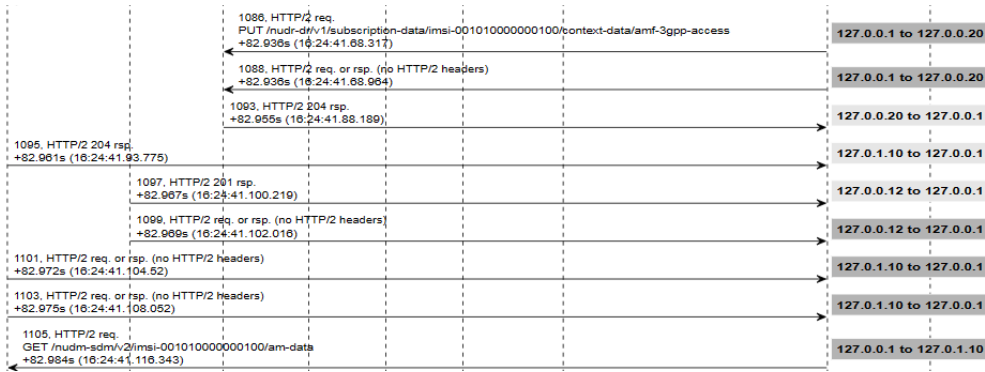 1086, HTTP/2 req.
PUT /nudr-dr/v1/subscription-data/imsi-001010000000100/context-data/amf-3gpp-access
+82.936s (16:24:41.68.317)
127.0.0.1 to 127.0.0.20
1088, HTTP/2 req. or rsp. (no HTTP/2 headers)
+82.936s (16:24:41.68.964)
127.0.0.1 to 127.0.0.20
1093, HTTP/2 204 rsp.
+82.955s (16:24:41.88.189)
127.0.0.20 to 127.0.0.1
1095, HTTP/2 204 rsp.
+82.961s (16:24:41.93.775)
127.0.1.10 to 127.0.0.1
1097, HTTP/2 201 rsp.
+82.967s (16:24:41.100.219)
127.0.0.12 to 127.0.0.1
1099, HTTP/2 req. or rsp. (no HTTP/2 headers)
+82.969s (16:24:41.102.016)
127.0.0.12 to 127.0.0.1
1101, HTTP/2 req. or rsp. (no HTTP/2 headers)
+82.972s (16:24:41.104.52)
127.0.1.10 to 127.0.0.1
1103, HTTP/2 req. or rsp. (no HTTP/2 headers)
+82.975s (16:24:41.108.052)
127.0.1.10 to 127.0.0.1
1105, HTTP/2 req.
GET /nudm-sdm/v2/imsi-001010000000100/am-data
+82.984s (16:24:41.116.343)
127.0.0.1 to 127.0.1.10